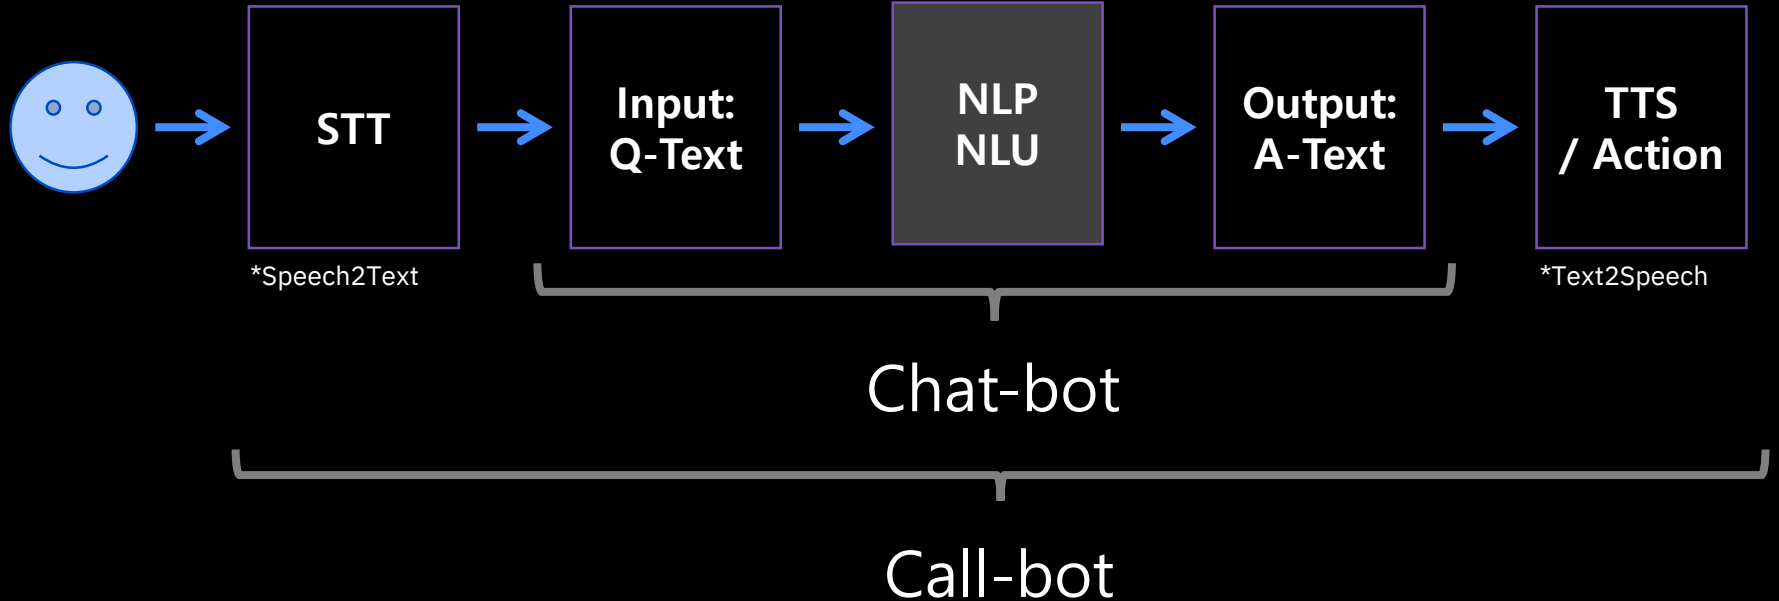 STT
Input:
Q-Text
NLP
NLU
Output:
A-Text
TTS
/ Action
*Speech2Text
*Text2Speech
Chat-bot
Call-bot